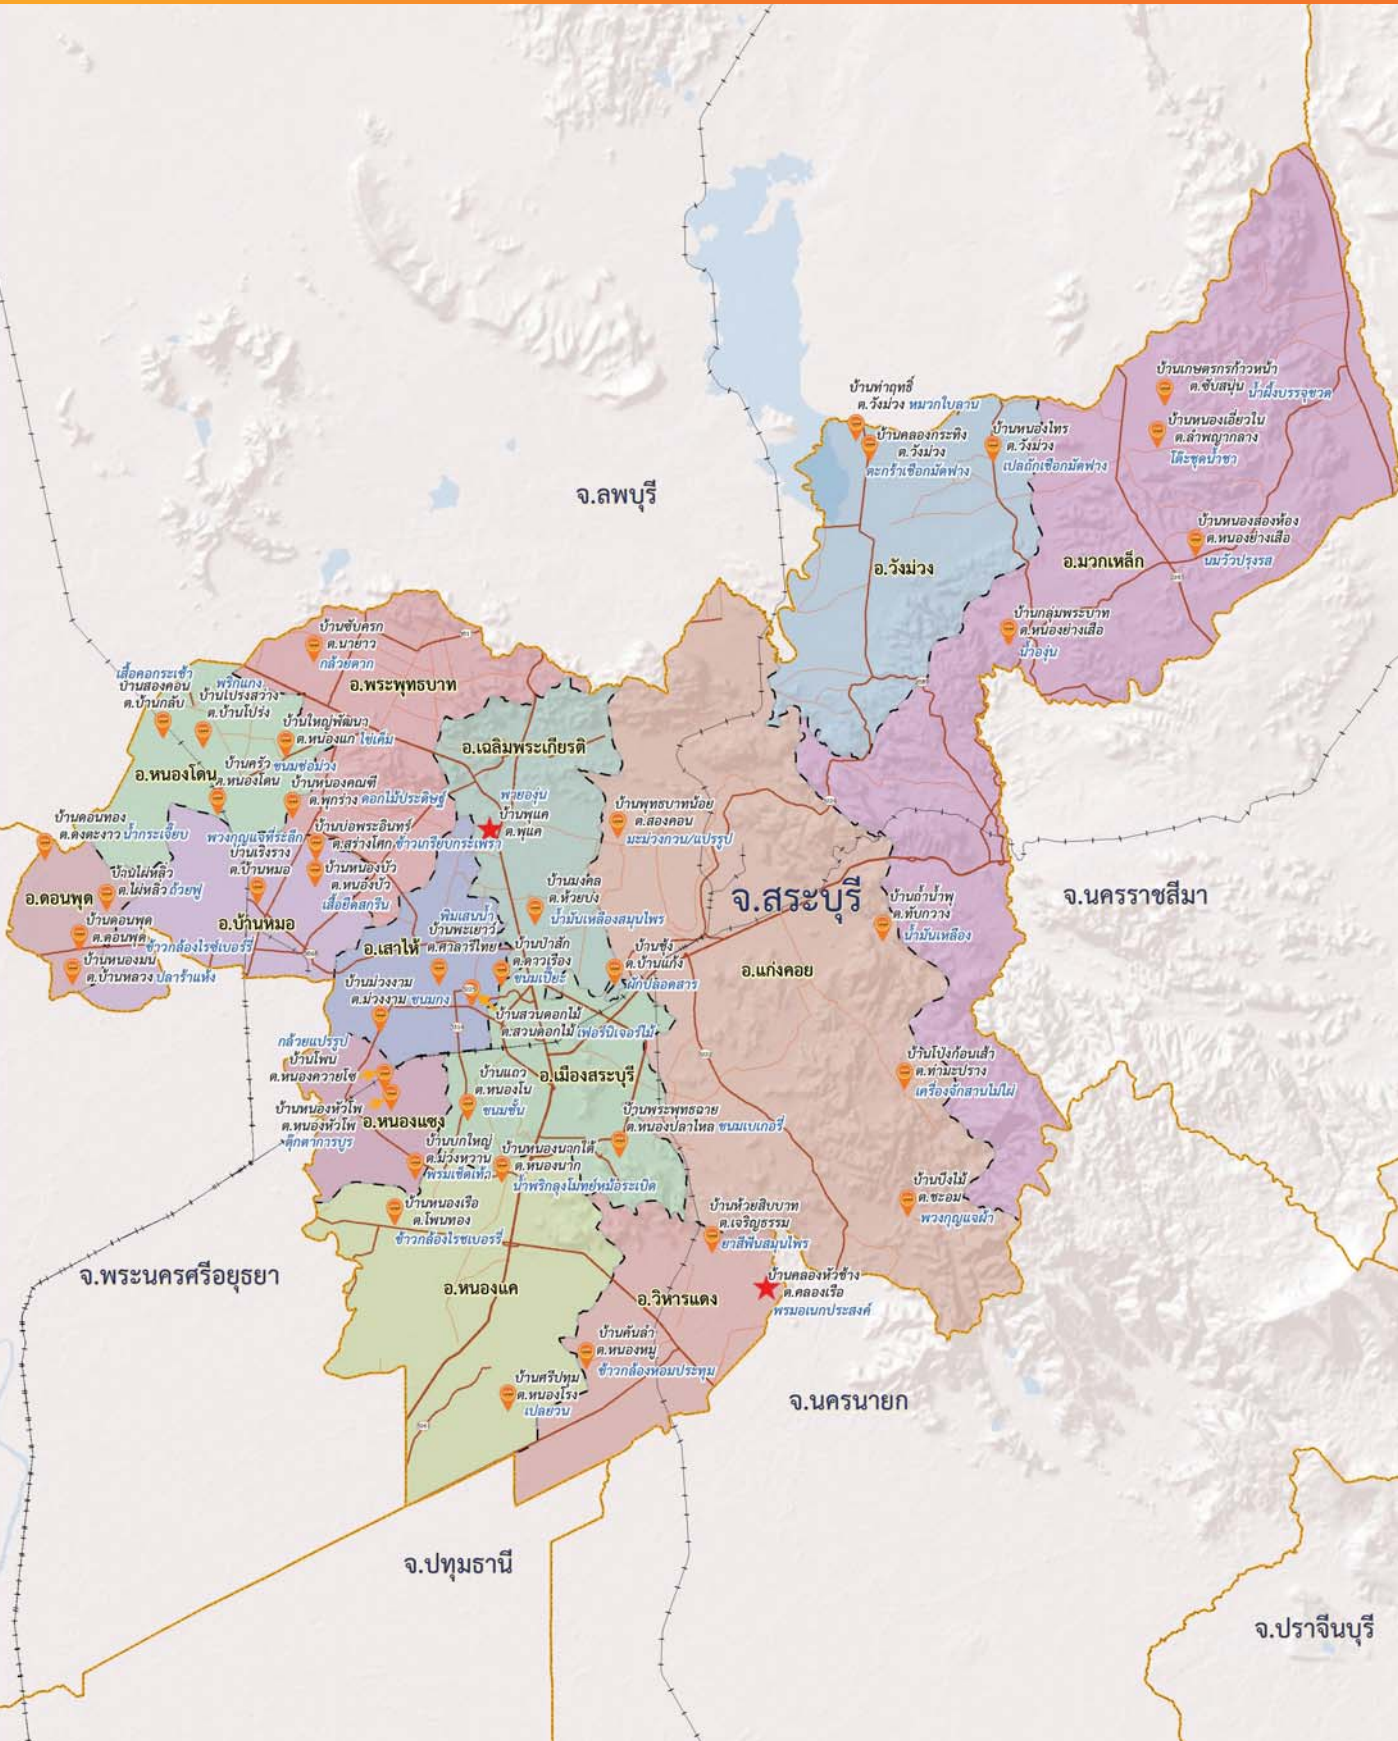 บ้านเกษตรกรก้าวหน้า
ต.ซับสนุ่น น้ำผึ้งบรรจุขวด
บ้านท่าฤทธิ์
ต.วังม่วง หมวกใบลาน
บ้านหนองเอี่ยวใน
ต.ลำพญากลาง
โต๊ะชุดน้ำชา
บ้านคลองกระทิง
ต.วังม่วง
ตะกร้าเชือกมัดฟาง
บ้านหนองไทร
ต.วังม่วง
เปลถักเชือกมัดฟาง
จ.ลพบุรี
บ้านหนองสองห้อง
ต.หนองย่างเสือ
นมวัวปรุงรส
อ.วังม่วง
อ.มวกเหล็ก
บ้านกลุ่มพระบาท
ต.หนองย่างเสือ
น้ำองุ่น
บ้านซับครก
ต.นายาว
กล้วยตาก
อ.พระพุทธบาท
เสื้อคอกระเช้า
บ้านสองคอน
ต.บ้านกลับ
พริกแกง
บ้านโปร่งสว่าง
ต.บ้านโปร่ง
บ้านใหญ่พัฒนา
ต.หนองแก ไข่เค็ม
อ.เฉลิมพระเกียรติ
อ.หนองโดน
บ้านครัว ขนมช่อม่วง
ต.หนองโดน
บ้านหนองคณฑี
ต.พุกร่าง ดอกไม้ประดิษฐ์
พายองุ่น
บ้านพุแค
ต.พุแค
บ้านพุทธบาทน้อย
ต.สองคอน
มะม่วงกวน/แปรรูป
บ้านดอนทอง
ต.ดงตะงาว น้ำกระเจี๊ยบ
บ้านบ่อพระอินทร์
ต.สร่างโศก ข้าวเกรียบกระเพรา
พวงกุญแจที่ระลึก
บ้านเริงราง
ต.บ้านหมอ
บ้านหนองบัว
ต.หนองบัว
เสื้อยืดสกรีน
บ้านไผ่หลิ่ว
ต.ไผ่หลิ่ว ถ้วยฟู
อ.ดอนพุด
บ้านดอนพุด
ต.ดอนพุด
ข้าวกล้องไรซ์เบอร์รี่
อ.บ้านหมอ
บ้านหนองมน
ต.บ้านหลวง ปลาร้าแห้ง
บ้านมงคล
ต.ห้วยบง
น้ำมันเหลืองสมุนไพร
จ.สระบุรี
จ.นครราชสีมา
บ้านถ้ำน้ำพุ
ต.ทับกวาง
น้ำมันเหลือง
พิมเสนน้ำ
บ้านพะเยาว์
ต.ศาลารีไทย
อ.เสาไห้
บ้านป่าสัก
ต.ดาวเรือง
ขนมเปี๊ยะ
บ้านซุ้ง
ต.บ้านแก้ง
ผักปลอดสาร
อ.แก่งคอย
บ้านม่วงงาม
ต.ม่วงงาม ขนมกง
บ้านสวนดอกไม้
ต.สวนดอกไม้ เฟอร์นิเจอร์ไม้
กล้วยแปรรูป
บ้านโพน
ต.หนองควายโซ
บ้านแถว
ต.หนองโน
ขนมชั้น
อ.เมืองสระบุรี
บ้านโป่งก้อนเส้า
ต.ท่ามะปราง
เครื่องจักสานไม้ไผ่
บ้านหนองหัวโพ
ต.หนองหัวโพ
ตุ๊กตาการบูร
อ.หนองแซง
บ้านพระพุทธฉาย
ต.หนองปลาไหล ขนมเบเกอรี่
บ้านบกใหญ่
ต.ม่วงหวาน
พรมเช็ดเท้า
บ้านหนองนากใต้
ต.หนองนาก
น้ำพริกลุงโมทย์หม้อระเบิด
บ้านบึงไม้
ต.ชะอม
พวงกุญแจผ้า
บ้านหนองเรือ
ต.โพนทอง
ข้าวกล้องไรซเบอร์รี่
บ้านห้วยสิบบาท
ต.เจริญธรรม
ยาสีฟันสมุนไพร
จ.พระนครศรีอยุธยา
อ.หนองแค
อ.วิหารแดง
บ้านคลองหัวช้าง
ต.คลองเรือ
พรมอเนกประสงค์
บ้านคันลำ
ต.หนองหมู
ข้าวกล้องหอมประทุม
บ้านศรีปทุม
ต.หนองโรง
เปลญวน
จ.นครนายก
จ.ปทุมธานี
จ.ปราจีนบุรี